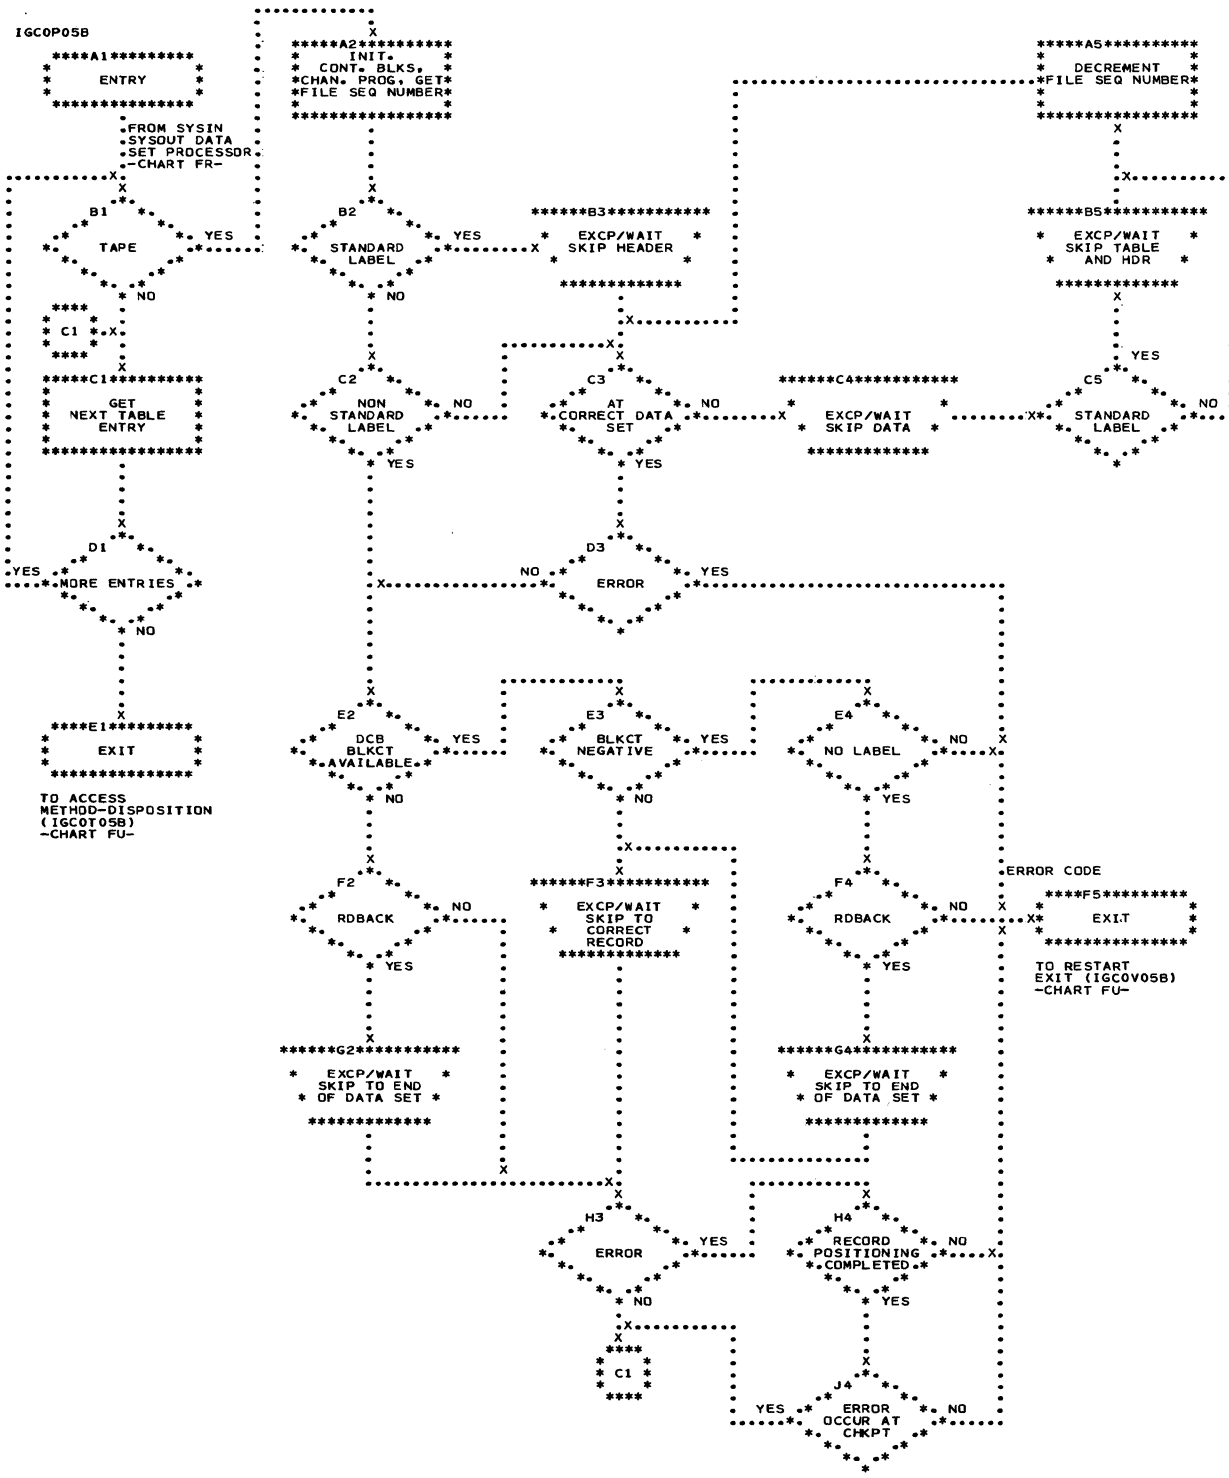 IGC0P05B
A1
ENTRY
FROM SYSIN
SYSOUT DATA
SET PROCESSOR
-CHART FR-
B1
TAPE
YES
NO
C1
C1
GET
NEXT TABLE
ENTRY
D1
YES
MORE ENTRIES
NO
E1
EXIT
TO ACCESS
METHOD-DISPOSITION
(IGC0T05B)
-CHART FU-
A2
INIT.
CONT. BLKS,
CHAN. PROG, GET
FILE SEQ NUMBER
B2
STANDARD
LABEL
YES
NO
C2
NON
STANDARD
LABEL
NO
YES
E2
DCB
BLKCT
AVAILABLE
YES
NO
F2
RDBACK
NO
YES
G2
EXCP/WAIT
SKIP TO END
OF DATA SET
B3
EXCP/WAIT
SKIP HEADER
C3
AT
CORRECT DATA
SET
NO
YES
D3
NO
ERROR
YES
E3
BLKCT
NEGATIVE
YES
NO
F3
EXCP/WAIT
SKIP TO
CORRECT
RECORD
H3
ERROR
YES
NO
C1
C4
EXCP/WAIT
SKIP DATA
E4
NO LABEL
NO
YES
F4
RDBACK
NO
YES
G4
EXCP/WAIT
SKIP TO END
OF DATA SET
H4
RECORD
POSITIONING
COMPLETED
NO
YES
J4
YES
ERROR
OCCUR AT
CHKPT
NO
A5
DECREMENT
FILE SEQ NUMBER
B5
EXCP/WAIT
SKIP TABLE
AND HDR
YES
C5
STANDARD
LABEL
NO
ERROR CODE
F5
EXIT
TO RESTART
EXIT (IGC0V05B)
-CHART FU-